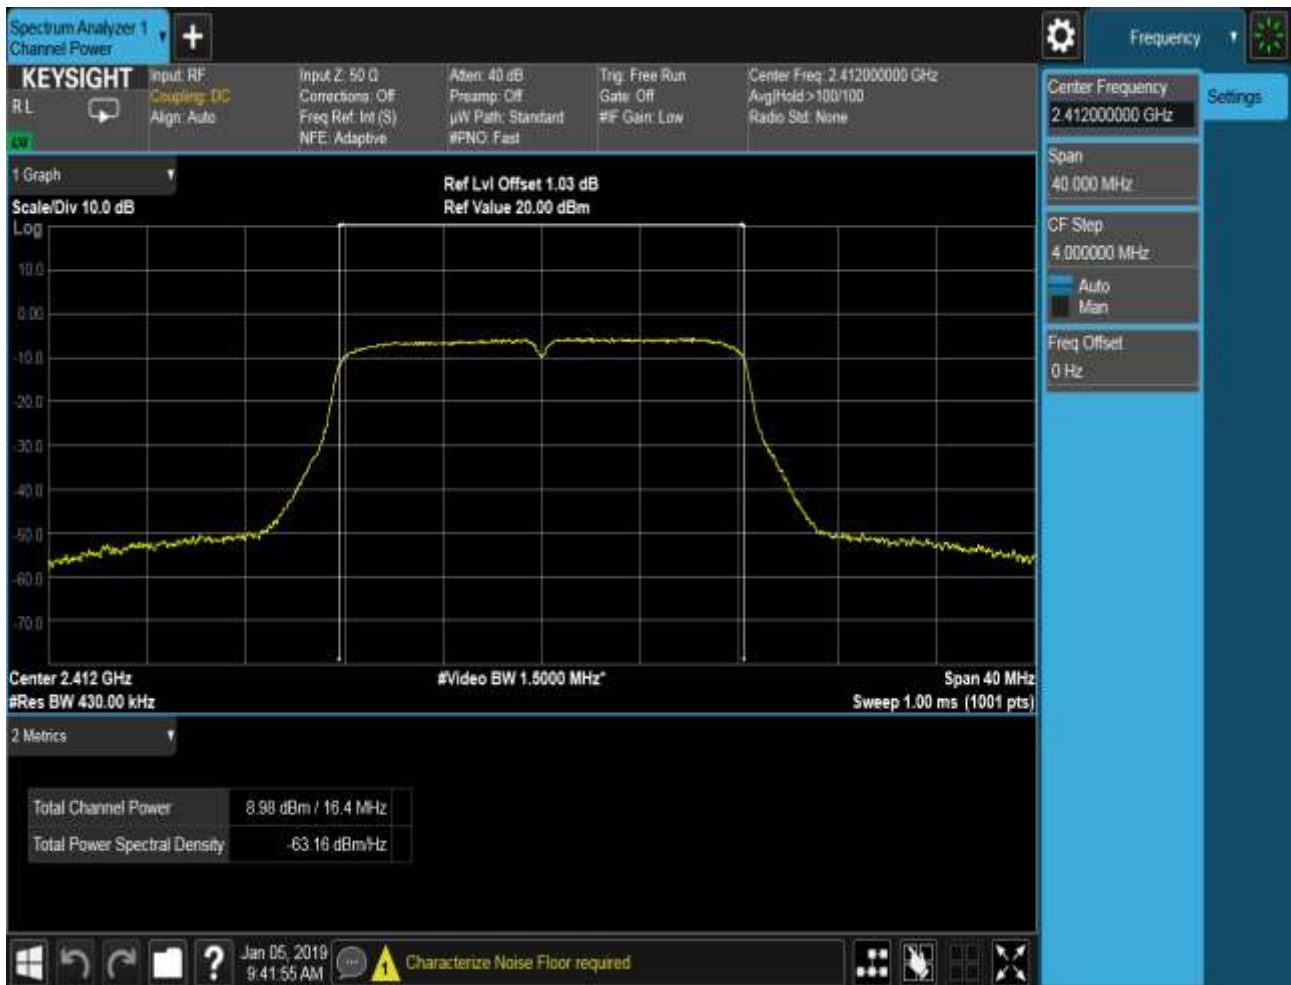 Spectrum Analyzer 1
Channel Power
+
Frequency
KEYSIGHT
R L
Input: RF
Coupling: DC
Align: Auto
Input Z: 50 Ω
Corrections: Off
Freq Ref: Int (S)
NFE: Adaptive
Atten: 40 dB
Preamp: Off
µW Path: Standard
#PNO: Fast
Trig: Free Run
Gate: Off
#IF Gain: Low
Center Freq: 2.412000000 GHz
Avg|Hold >100/100
Radio Std: None
Center Frequency
2.412000000 GHz
Settings
Span
40.000 MHz
CF Step
4.000000 MHz
Auto
Man
Freq Offset
0 Hz
1 Graph
Scale/Div 10.0 dB
Ref Lvl Offset 1.03 dB
Ref Value 20.00 dBm
Log
10.0
0.00
-10.0
-20.0
-30.0
-40.0
-50.0
-60.0
-70.0
Center 2.412 GHz
#Video BW 1.5000 MHz*
Span 40 MHz
#Res BW 430.00 kHz
Sweep 1.00 ms (1001 pts)
2 Metrics
Total Channel Power
8.98 dBm / 16.4 MHz
Total Power Spectral Density
-63.16 dBm/Hz
?
Jan 05, 2019
9:41:55 AM
1
Characterize Noise Floor required